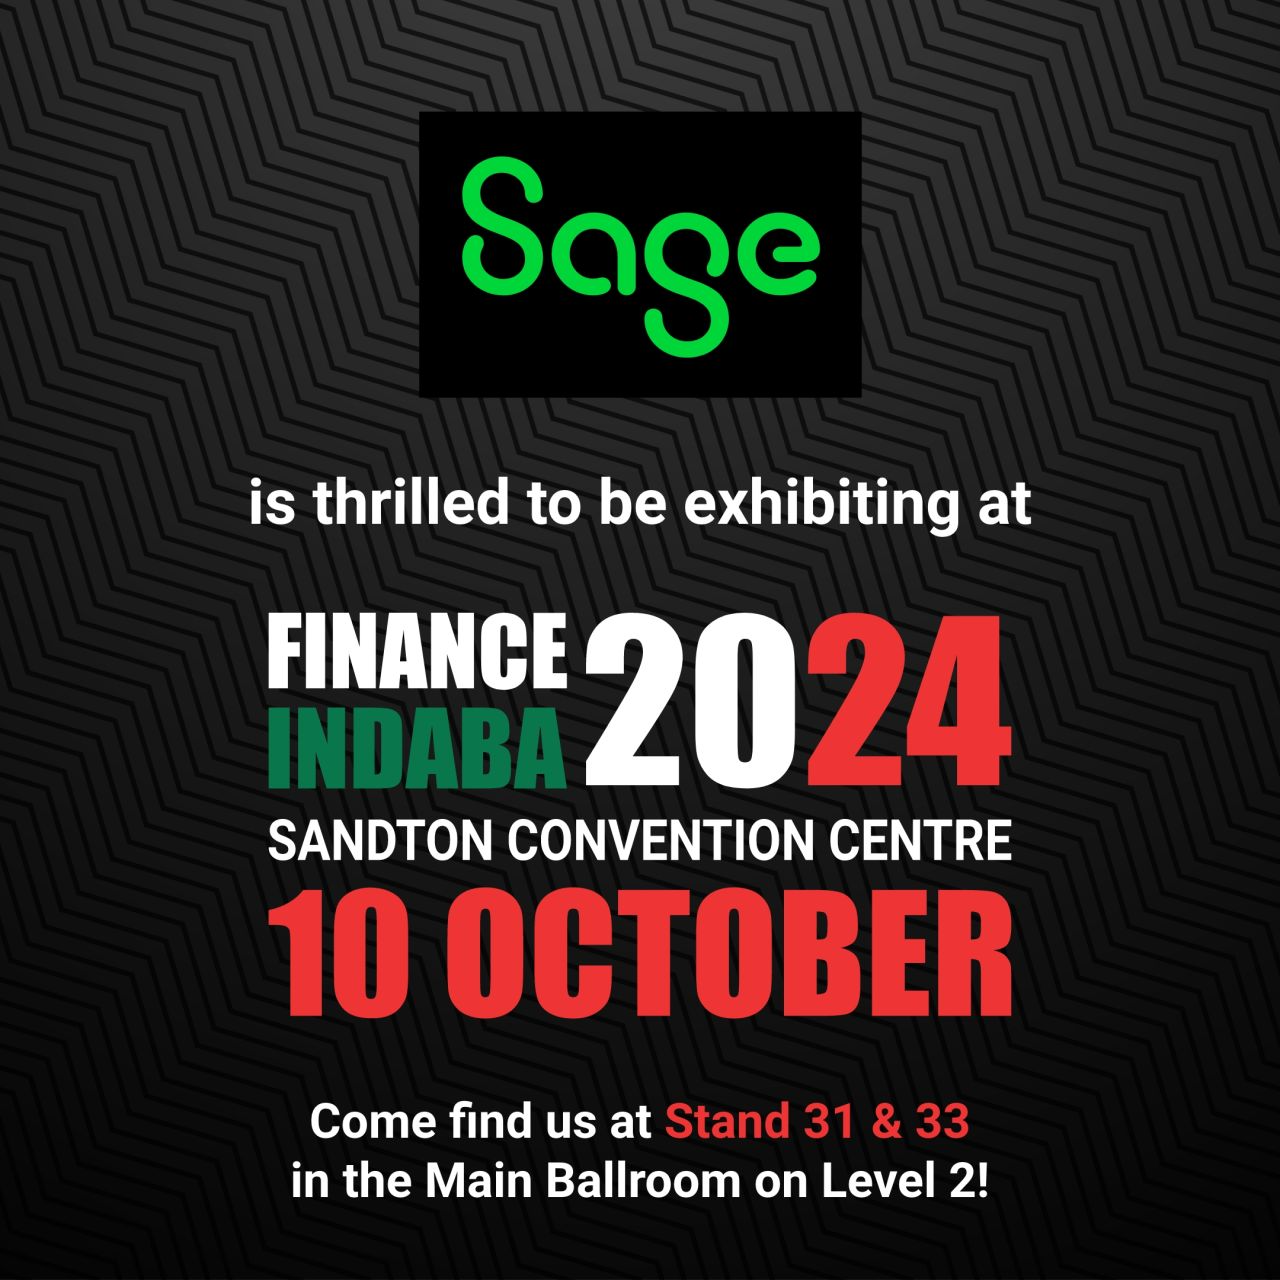 Sage
is thrilled to be exhibiting at
FINANCE
INDABA
2024
SANDTON CONVENTION CENTRE
10 OCTOBER
Come find us at Stand 31 & 33
in the Main Ballroom on Level 2!